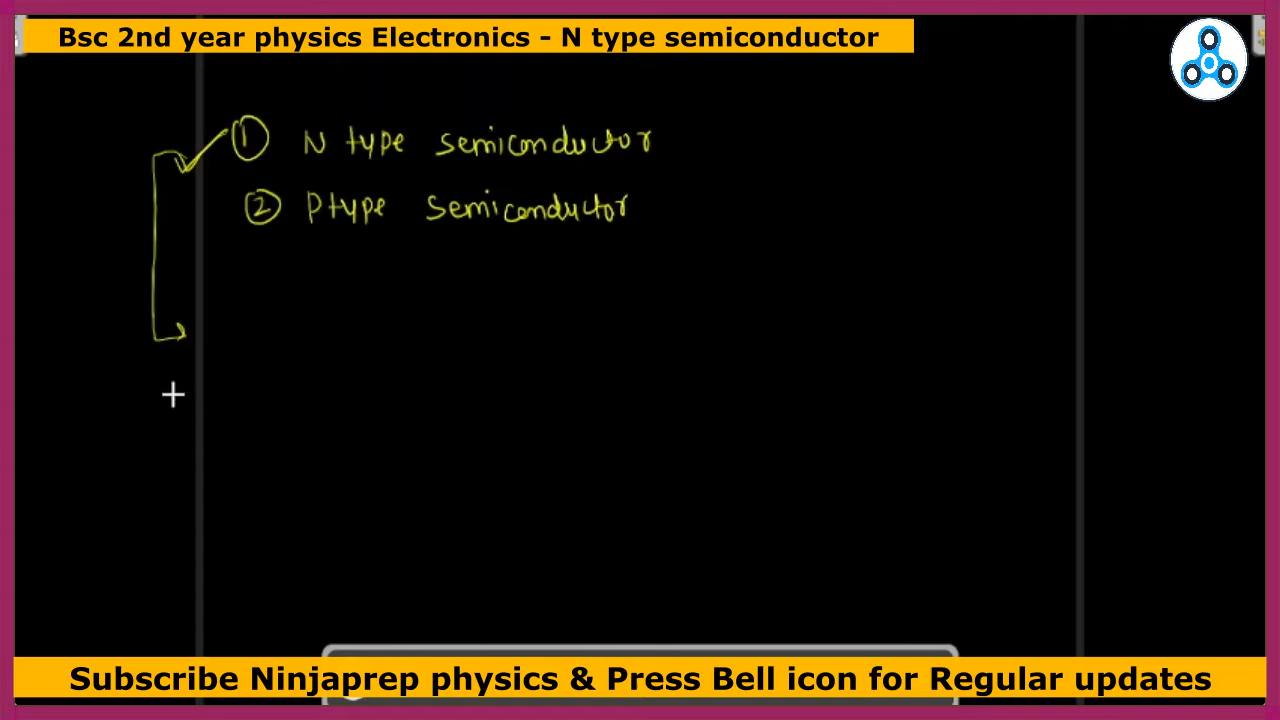 Bsc 2nd year physics Electronics - N type semiconductor
① N type semiconductor
② P type semiconductor
Subscribe Ninjaprep physics & Press Bell icon for Regular updates